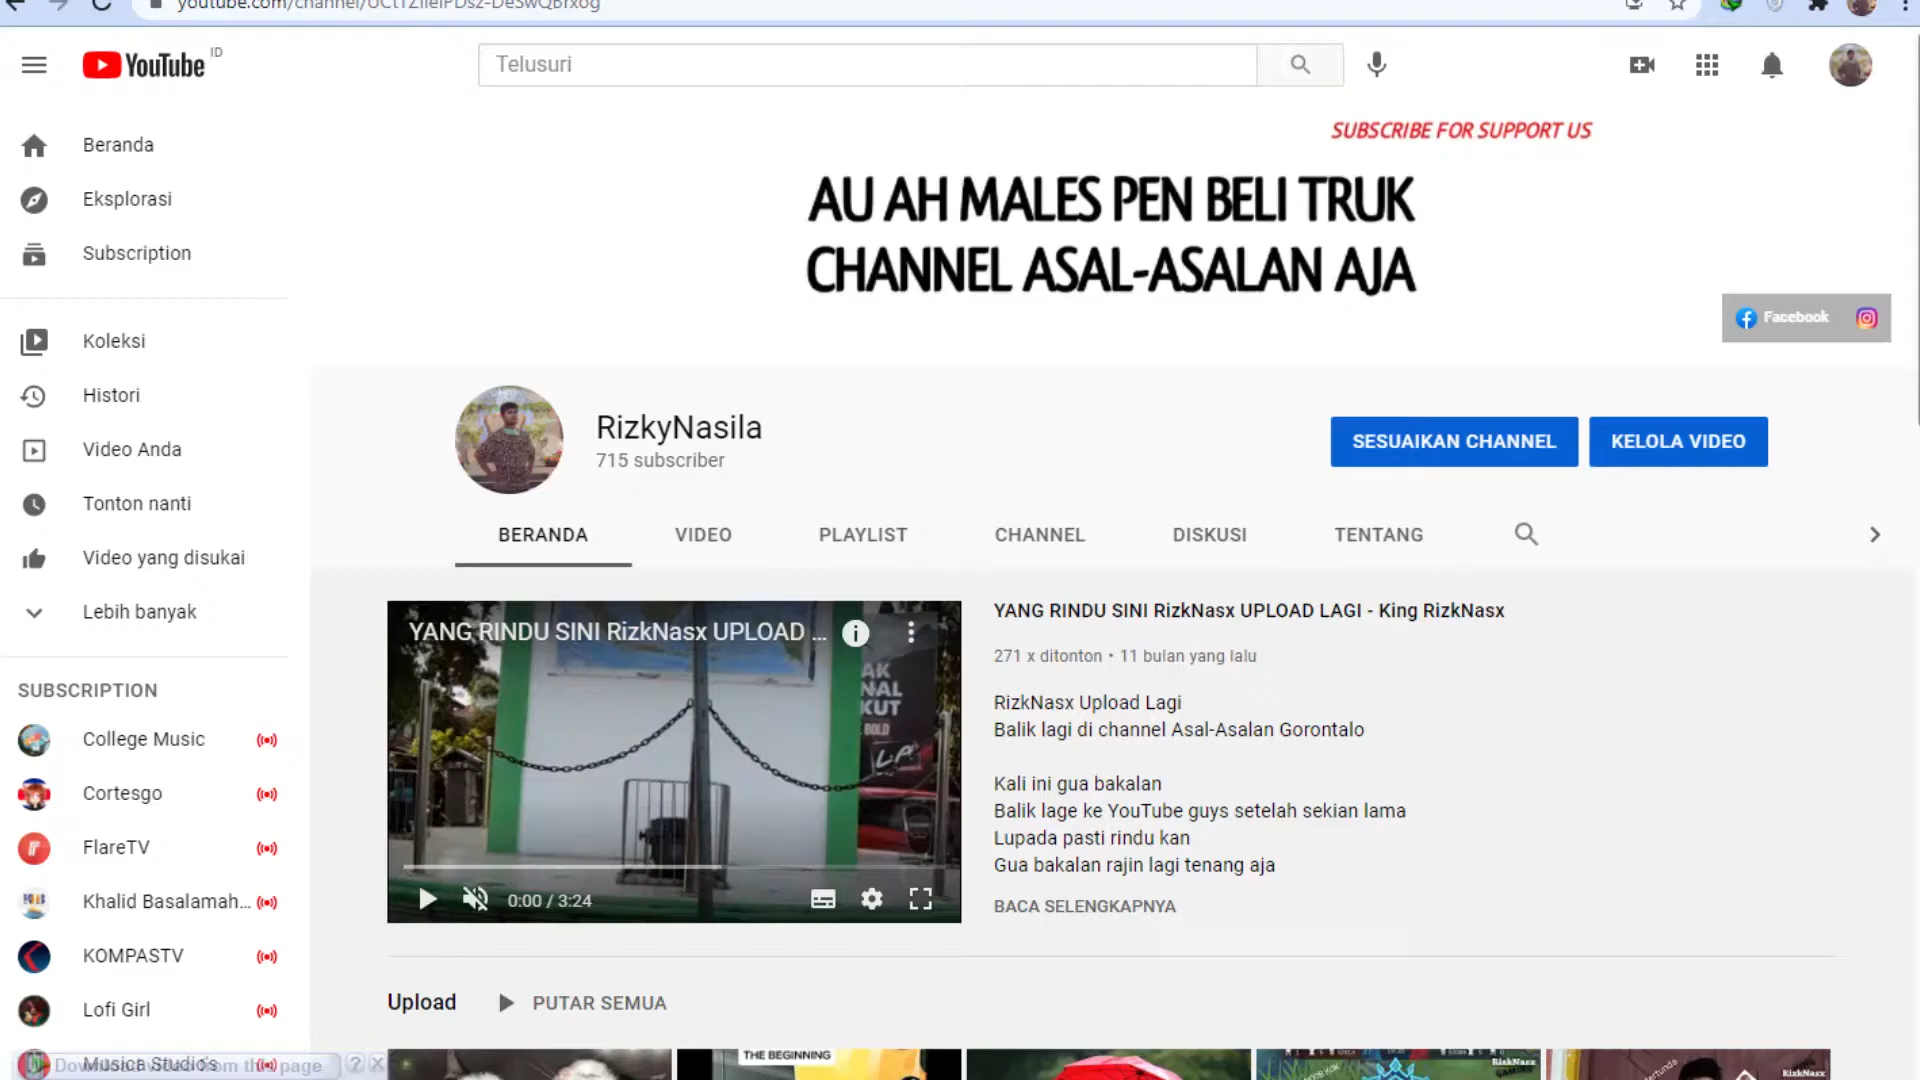 YouTube ID
Telusuri
Beranda
Eksplorasi
Subscription
Koleksi
Histori
Video Anda
Tonton nanti
Video yang disukai
Lebih banyak
SUBSCRIPTION
College Music
Cortesgo
FlareTV
Khalid Basalamah...
KOMPASTV
Lofi Girl
Musica Studio's
SUBSCRIBE FOR SUPPORT US
AU AH MALES PEN BELI TRUK
CHANNEL ASAL-ASALAN AJA
Facebook
RizkyNasila
715 subscriber
SESUAIKAN CHANNEL
KELOLA VIDEO
BERANDA
VIDEO
PLAYLIST
CHANNEL
DISKUSI
TENTANG
YANG RINDU SINI RizkNasx UPLOAD ...
0:00 / 3:24
YANG RINDU SINI RizkNasx UPLOAD LAGI - King RizkNasx
271 x ditonton • 11 bulan yang lalu
RizkNasx Upload Lagi
Balik lagi di channel Asal-Asalan Gorontalo
Kali ini gua bakalan
Balik lage ke YouTube guys setelah sekian lama
Lupada pasti rindu kan
Gua bakalan rajin lagi tenang aja
BACA SELENGKAPNYA
Upload
PUTAR SEMUA
THE BEGINNING
RizkNasx
RizkNasx